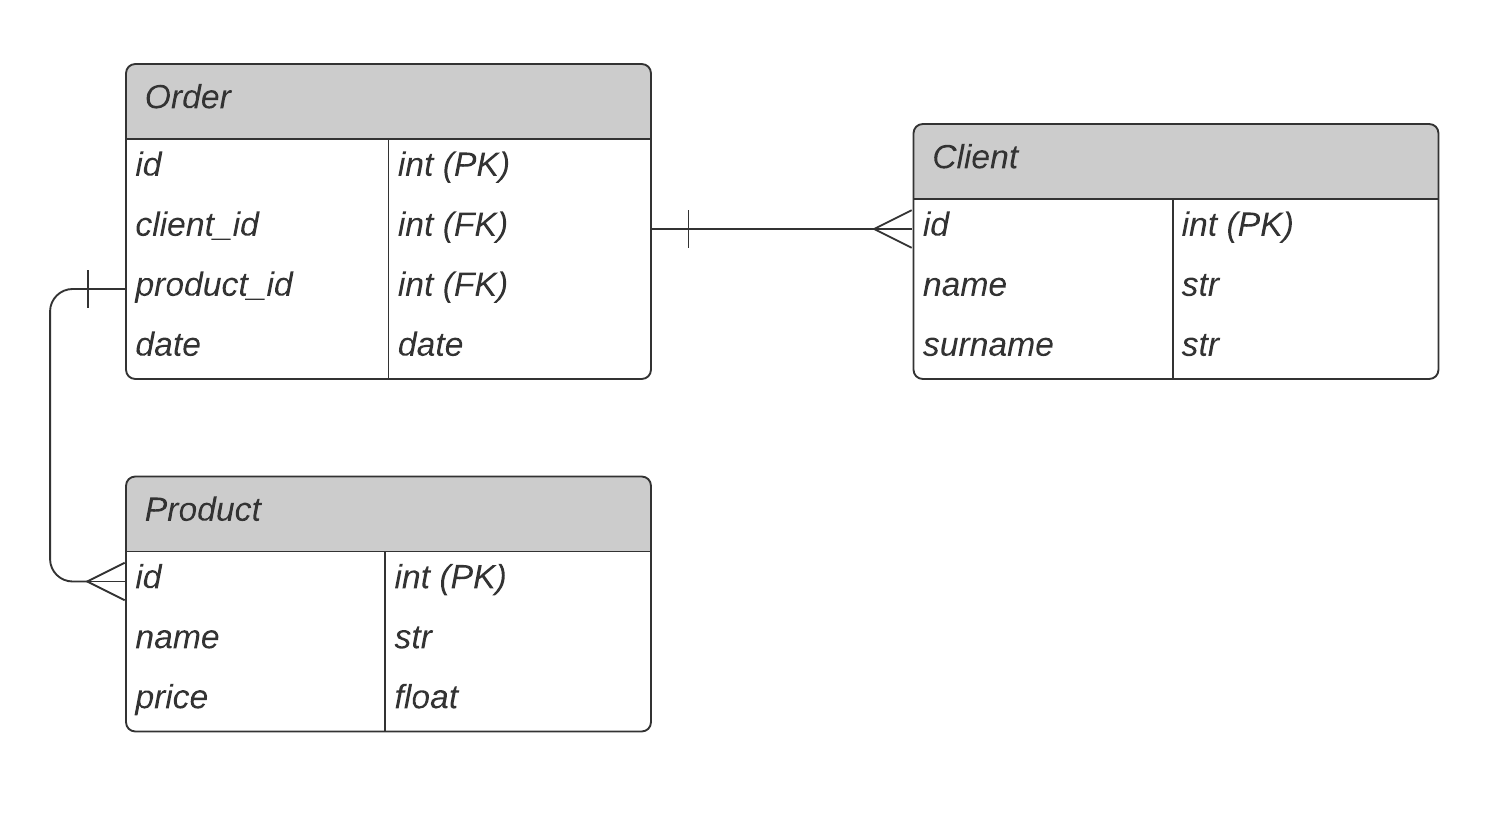 Order
id int (PK)
client_id int (FK)
product_id int (FK)
date date
Client
id int (PK)
name str
surname str
Product
id int (PK)
name str
price float